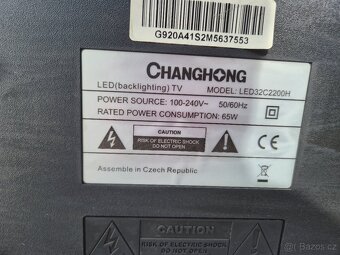 G920A41S2M5637553
CHANGHONG
LED(backlighting) TV MODEL: LED32C2200H
POWER SOURCE: 100-240V~ 50/60Hz
RATED POWER CONSUMPTION: 65W
CAUTION
RISK OF ELECTRIC SHOCK
DO NOT OPEN
CE
Assemble in Czech Republic
CAUTION
RISK OF ELECTRIC SHOCK
DO NOT OPEN
Bazos.cz